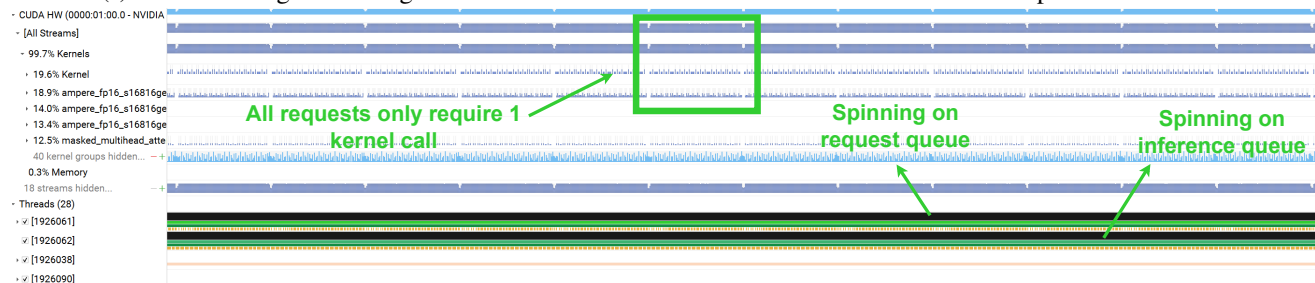 - CUDA HW (0000:01:00.0 - NVIDIA
- [All Streams]
- 99.7% Kernels
› 19.6% Kernel
› 18.9% ampere_fp16_s16816ge
› 14.0% ampere_fp16_s16816ge
› 13.4% ampere_fp16_s16816ge
› 12.5% masked_multihead_atte
40 kernel groups hidden... − +
0.3% Memory
18 streams hidden... − +
- Threads (28)
› [1926061]
[1926062]
› [1926038]
› [1926090]
All requests only require 1
kernel call
Spinning on
request queue
Spinning on
inference queue